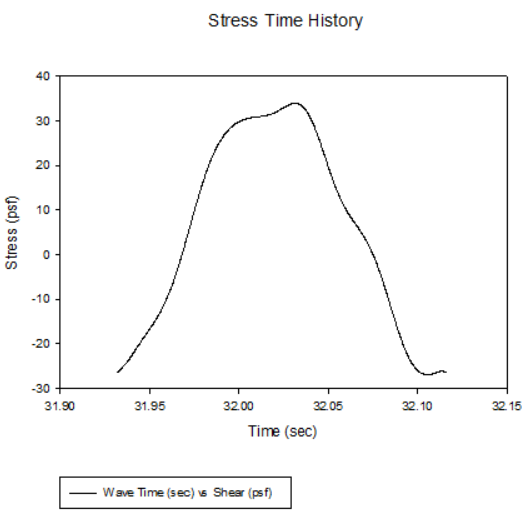 Stress Time History
40
30
20
10
0
-10
-20
-30
Stress (psf)
31.90 31.95 32.00 32.05 32.10 32.15
Time (sec)
Wave Time (sec) vs Shear (psf)